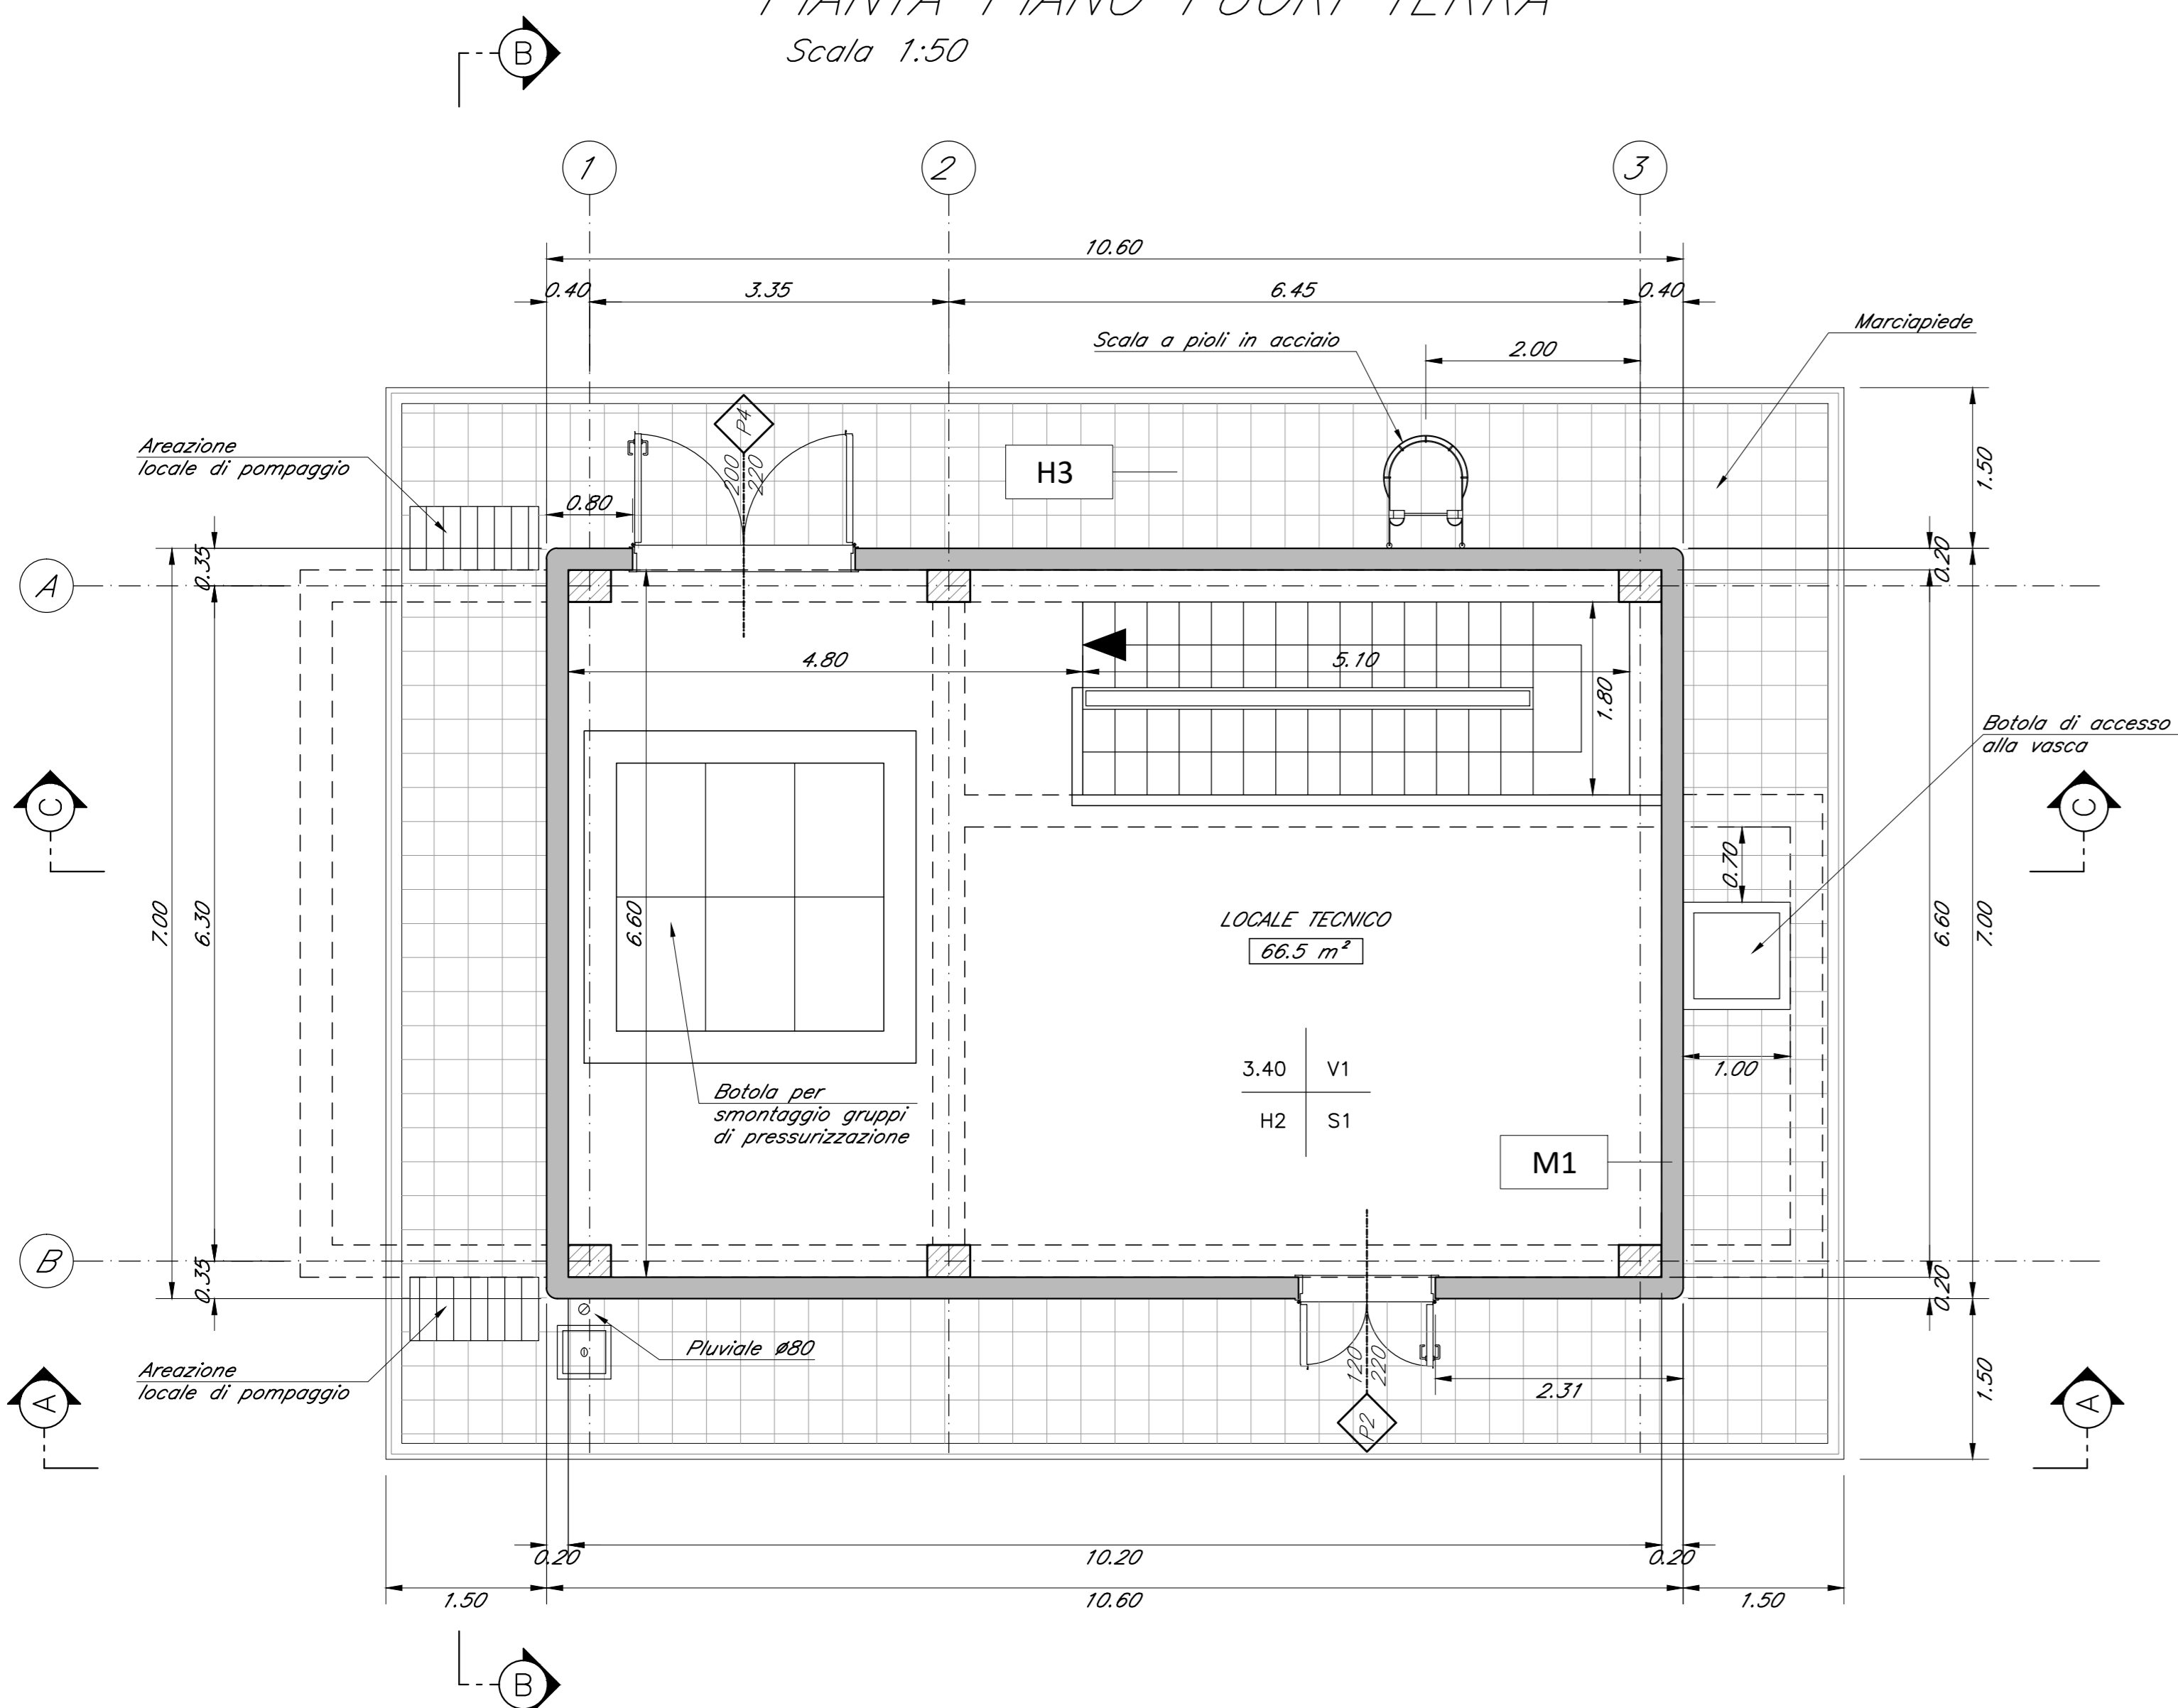 PIANTA PIANO FUORI TERRA
Scala 1:50
B
1
2
3
10.60
0.40
3.35
6.45
0.40
Scala a pioli in acciaio
2.00
Marciapiede
P4
200
220
H3
Areazione
locale di pompaggio
0.80
1.50
A
0.35
0.20
4.80
5.10
1.80
Botola di accesso
alla vasca
C
C
0.70
7.00
6.30
6.60
LOCALE TECNICO
66.5 m²
6.60
7.00
3.40
V1
H2
S1
1.00
Botola per
smontaggio gruppi
di pressurizzazione
M1
B
0.35
0.20
Pluviale ø80
120
220
P2
2.31
1.50
Areazione
locale di pompaggio
A
A
0.20
10.20
0.20
1.50
10.60
1.50
B